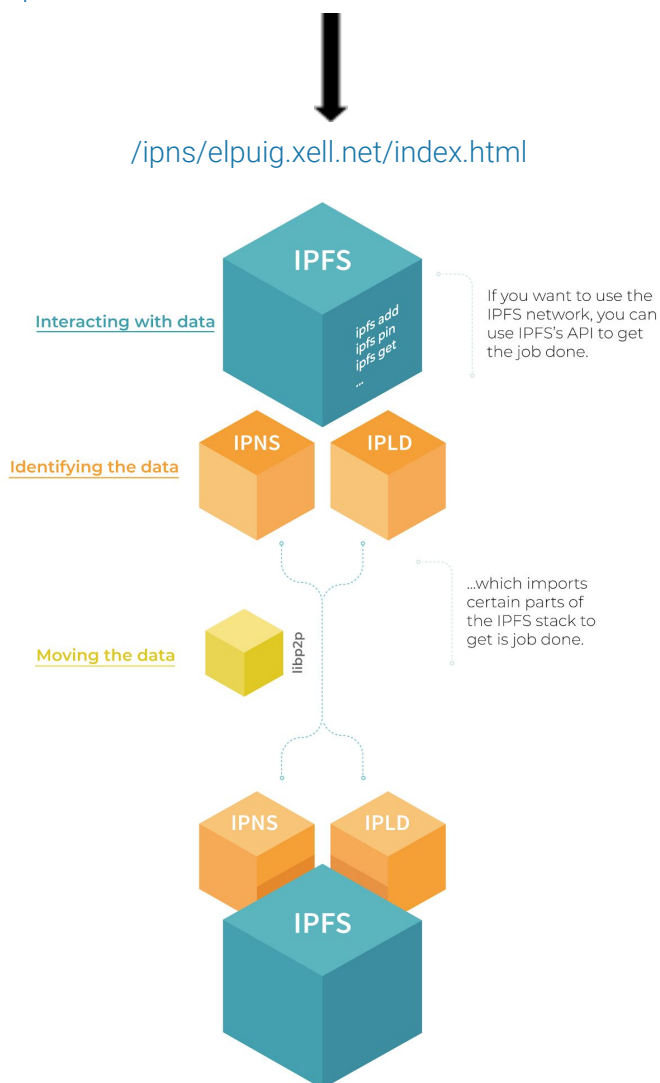 /ipns/elpuig.xell.net/index.html
IPFS
Interacting with data
ipfs add
ipfs pin
ipfs get
...
If you want to use the
IPFS network, you can
use IPFS's API to get
the job done.
IPNS
IPLD
Identifying the data
...which imports
certain parts of
the IPFS stack to
get is job done.
Moving the data
libp2p
IPNS
IPLD
IPFS